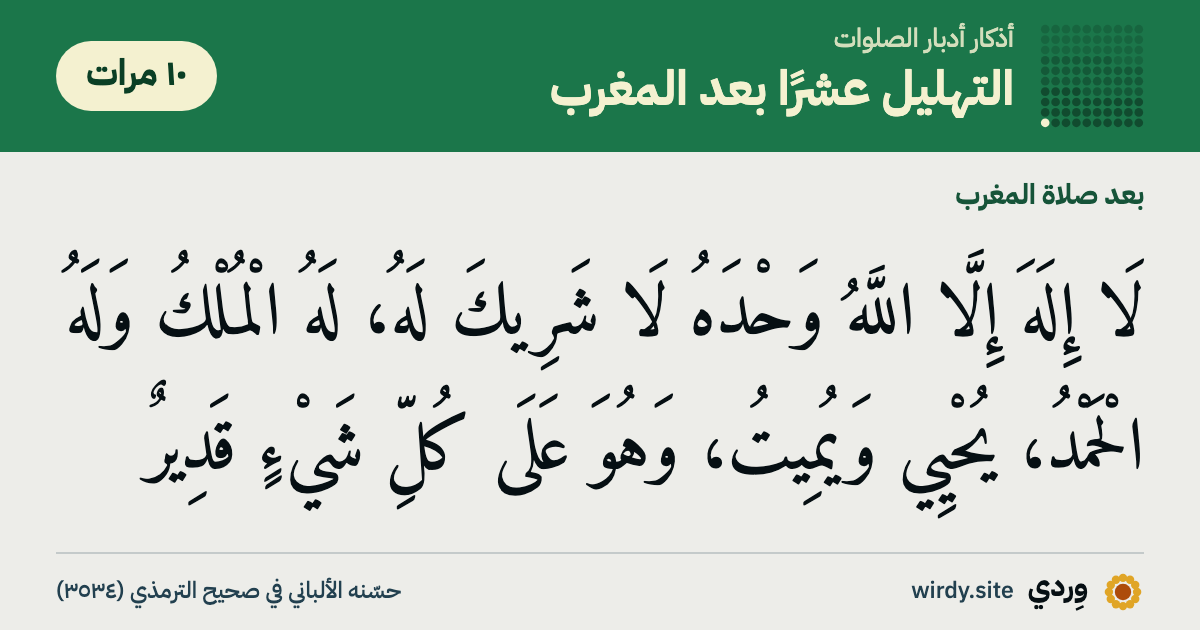 أذكار أدبار الصلوات
التهليل عشرًا بعد المغرب
١٠ مرات
بعد صلاة المغرب
لَا إِلَهَ إِلَّا اللَّهُ وَحْدَهُ لَا شَرِيكَ لَهُ، لَهُ الْمُلْكُ وَلَهُ
الْحَمْدُ، يُحْيِي وَيُمِيتُ، وَهُوَ عَلَى كُلِّ شَيْءٍ قَدِيرٌ
وِردي wirdy.site
حسّنه الألباني في صحيح الترمذي (٣٥٣٤)